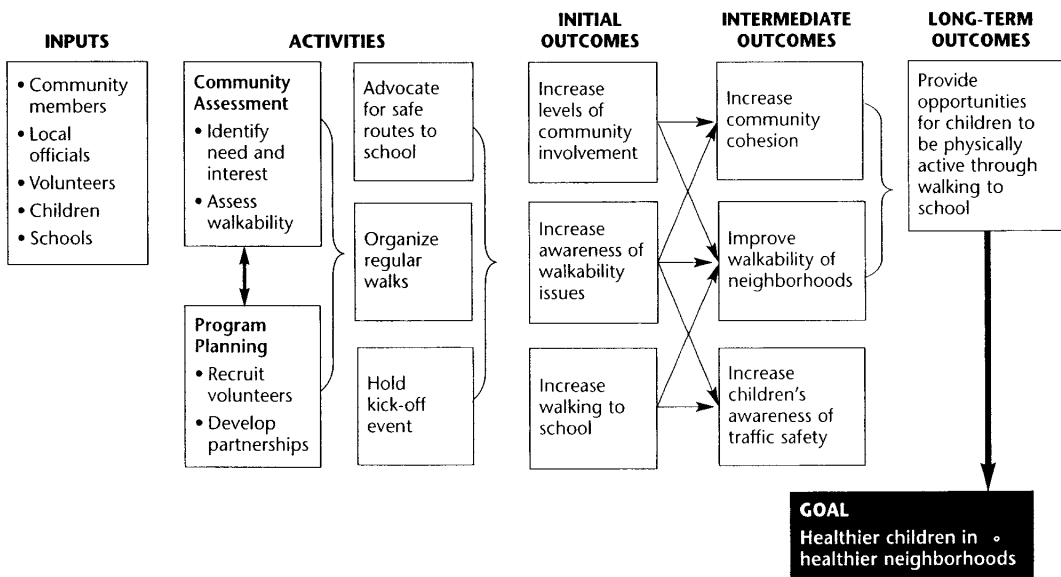 INPUTS
• Community
members
• Local
officials
• Volunteers
• Children
• Schools
ACTIVITIES
Community
Assessment
• Identify
need and
interest
• Assess
walkability
Program
Planning
• Recruit
volunteers
• Develop
partnerships
Advocate
for safe
routes to
school
Organize
regular
walks
Hold
kick-off
event
INITIAL
OUTCOMES
Increase
levels of
community
involvement
Increase
awareness of
walkability
issues
Increase
walking to
school
INTERMEDIATE
OUTCOMES
Increase
community
cohesion
Improve
walkability of
neighborhoods
Increase
children's
awareness of
traffic safety
LONG-TERM
OUTCOMES
Provide
opportunities
for children to
be physically
active through
walking to
school
GOAL
Healthier children in
healthier neighborhoods